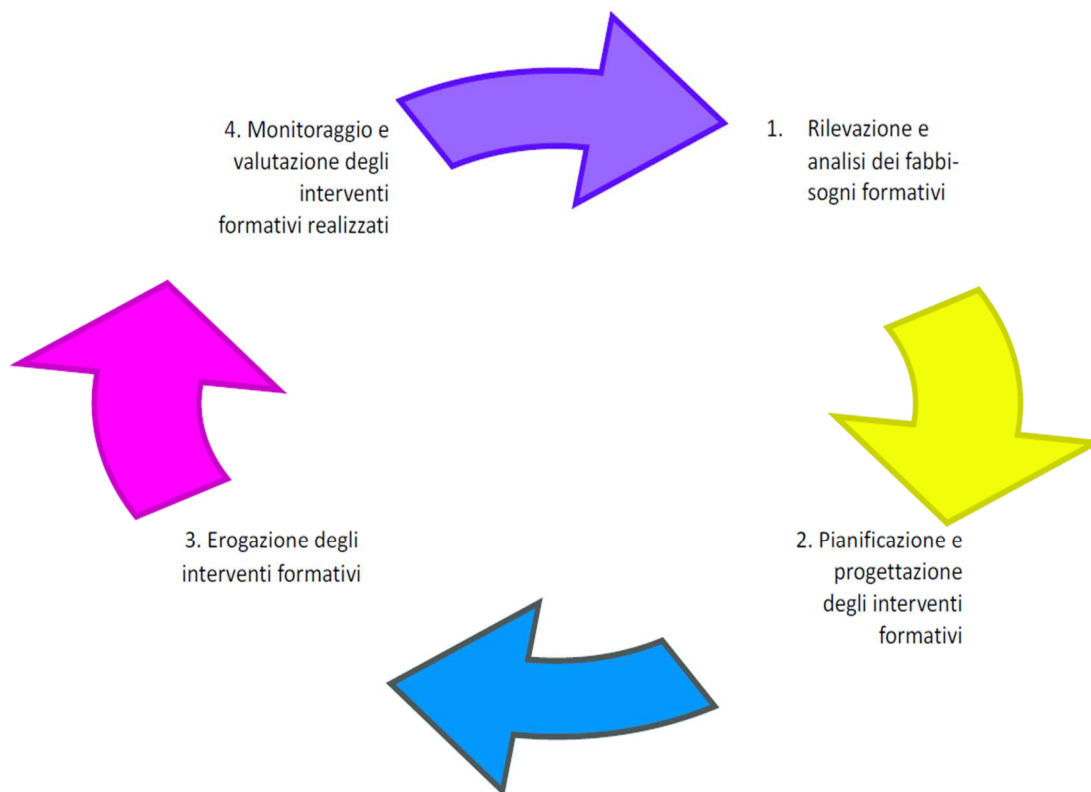 1. Rilevazione e
analisi dei fabbi-
sogni formativi
2. Pianificazione e
progettazione
degli interventi
formativi
3. Erogazione degli
interventi formativi
4. Monitoraggio e
valutazione degli
interventi
formativi realizzati